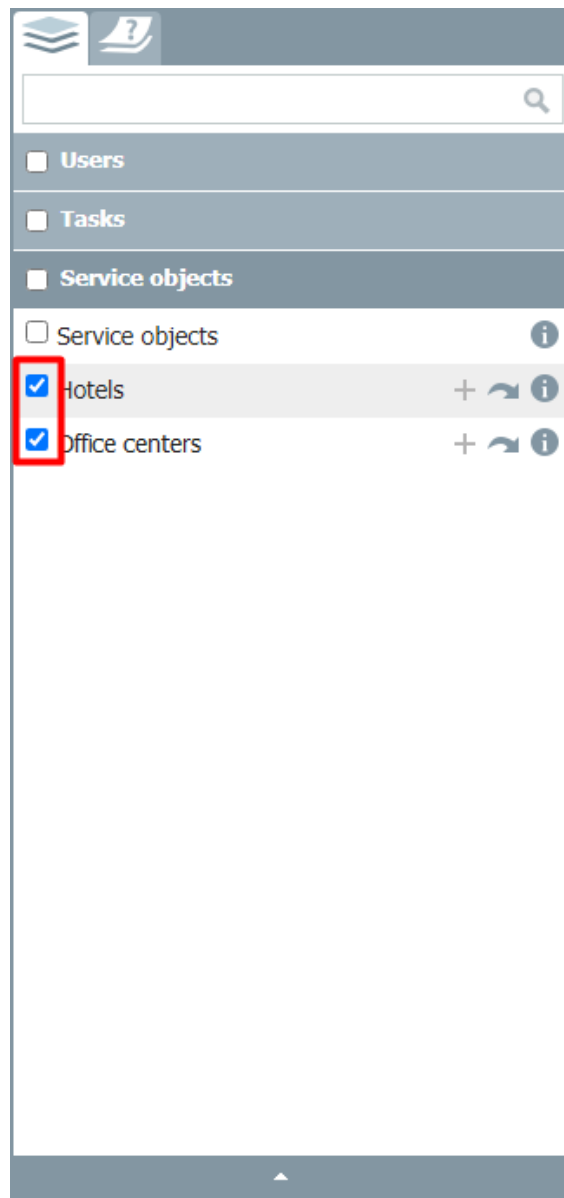 ?
Users
Tasks
Service objects
Service objects
Hotels
Office centers